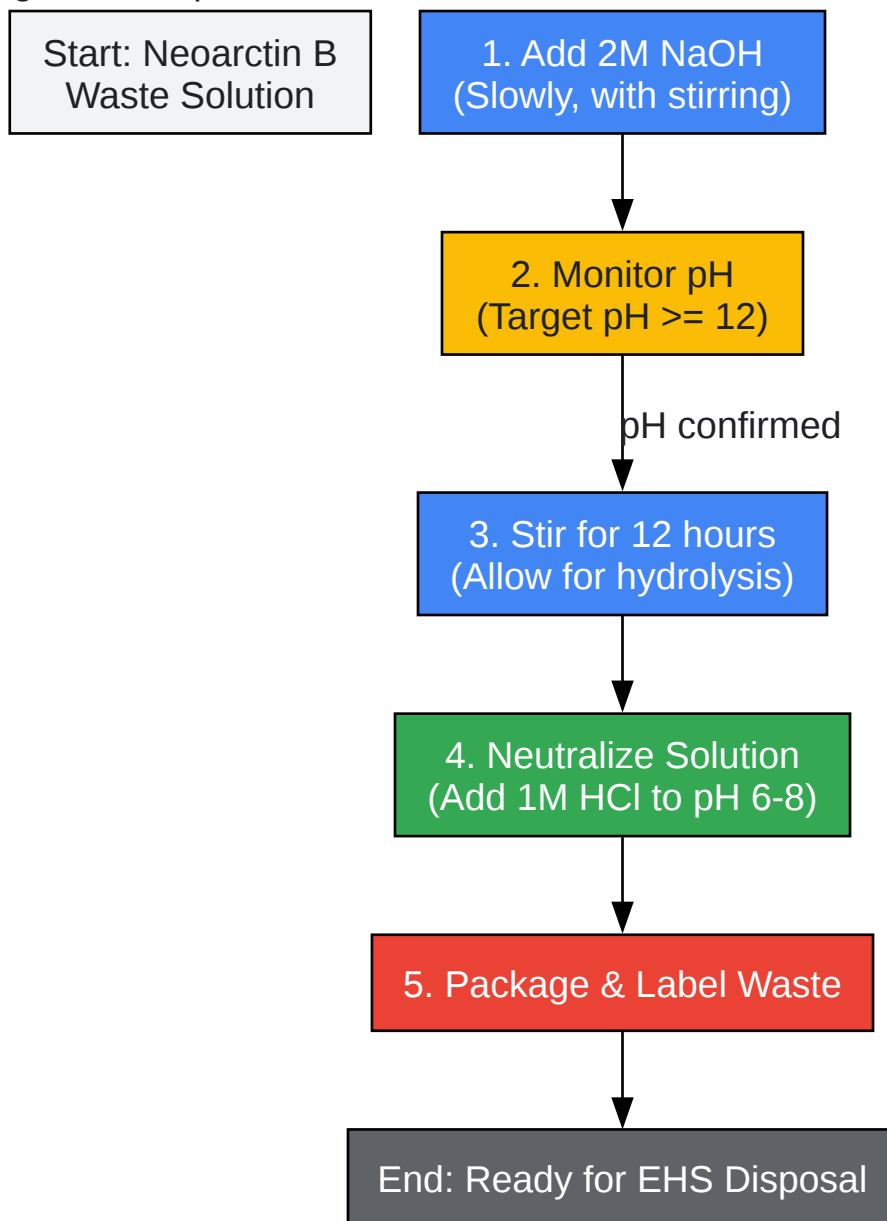 Start: Neoarctin B
Waste Solution
1. Add 2M NaOH
(Slowly, with stirring)
2. Monitor pH
(Target pH >= 12)
pH confirmed
3. Stir for 12 hours
(Allow for hydrolysis)
4. Neutralize Solution
(Add 1M HCl to pH 6-8)
5. Package & Label Waste
End: Ready for EHS Disposal